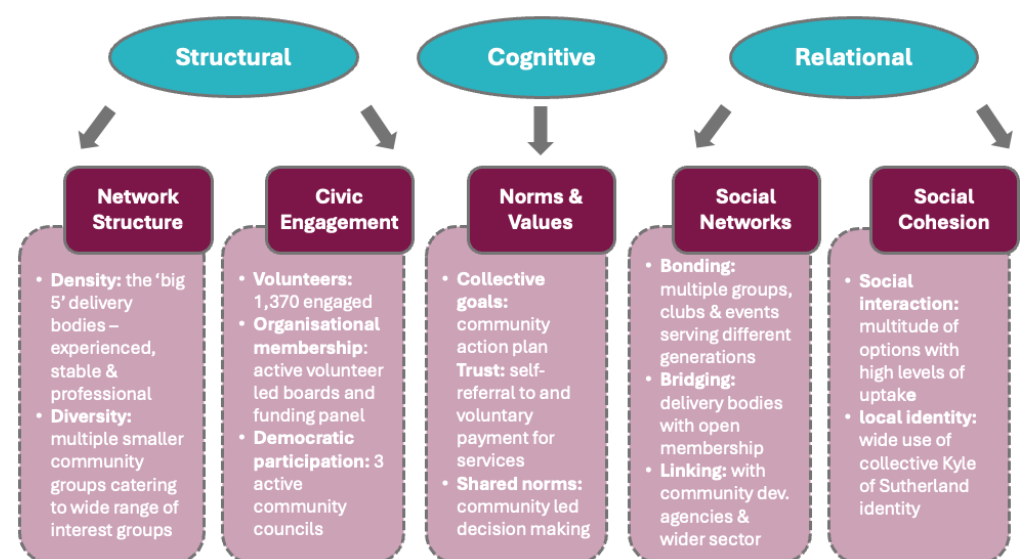 Structural
Cognitive
Relational
Network
Structure
• Density: the ‘big
5’ delivery
bodies –
experienced,
stable &
professional
• Diversity:
multiple smaller
community
groups catering
to wide range of
interest groups
Civic
Engagement
• Volunteers:
1,370 engaged
• Organisational
membership:
active volunteer
led boards and
funding panel
• Democratic
participation: 3
active
community
councils
Norms &
Values
• Collective
goals:
community
action plan
Trust: self-
referral to and
voluntary
payment for
services
• Shared norms:
community led
decision making
Social
Networks
• Bonding:
multiple groups,
clubs & events
serving different
generations
• Bridging:
delivery bodies
with open
membership
• Linking: with
community dev.
agencies &
wider sector
Social
Cohesion
• Social
interaction:
multitude of
options with
high levels of
uptake
• local identity:
wide use of
collective Kyle
of Sutherland
identity